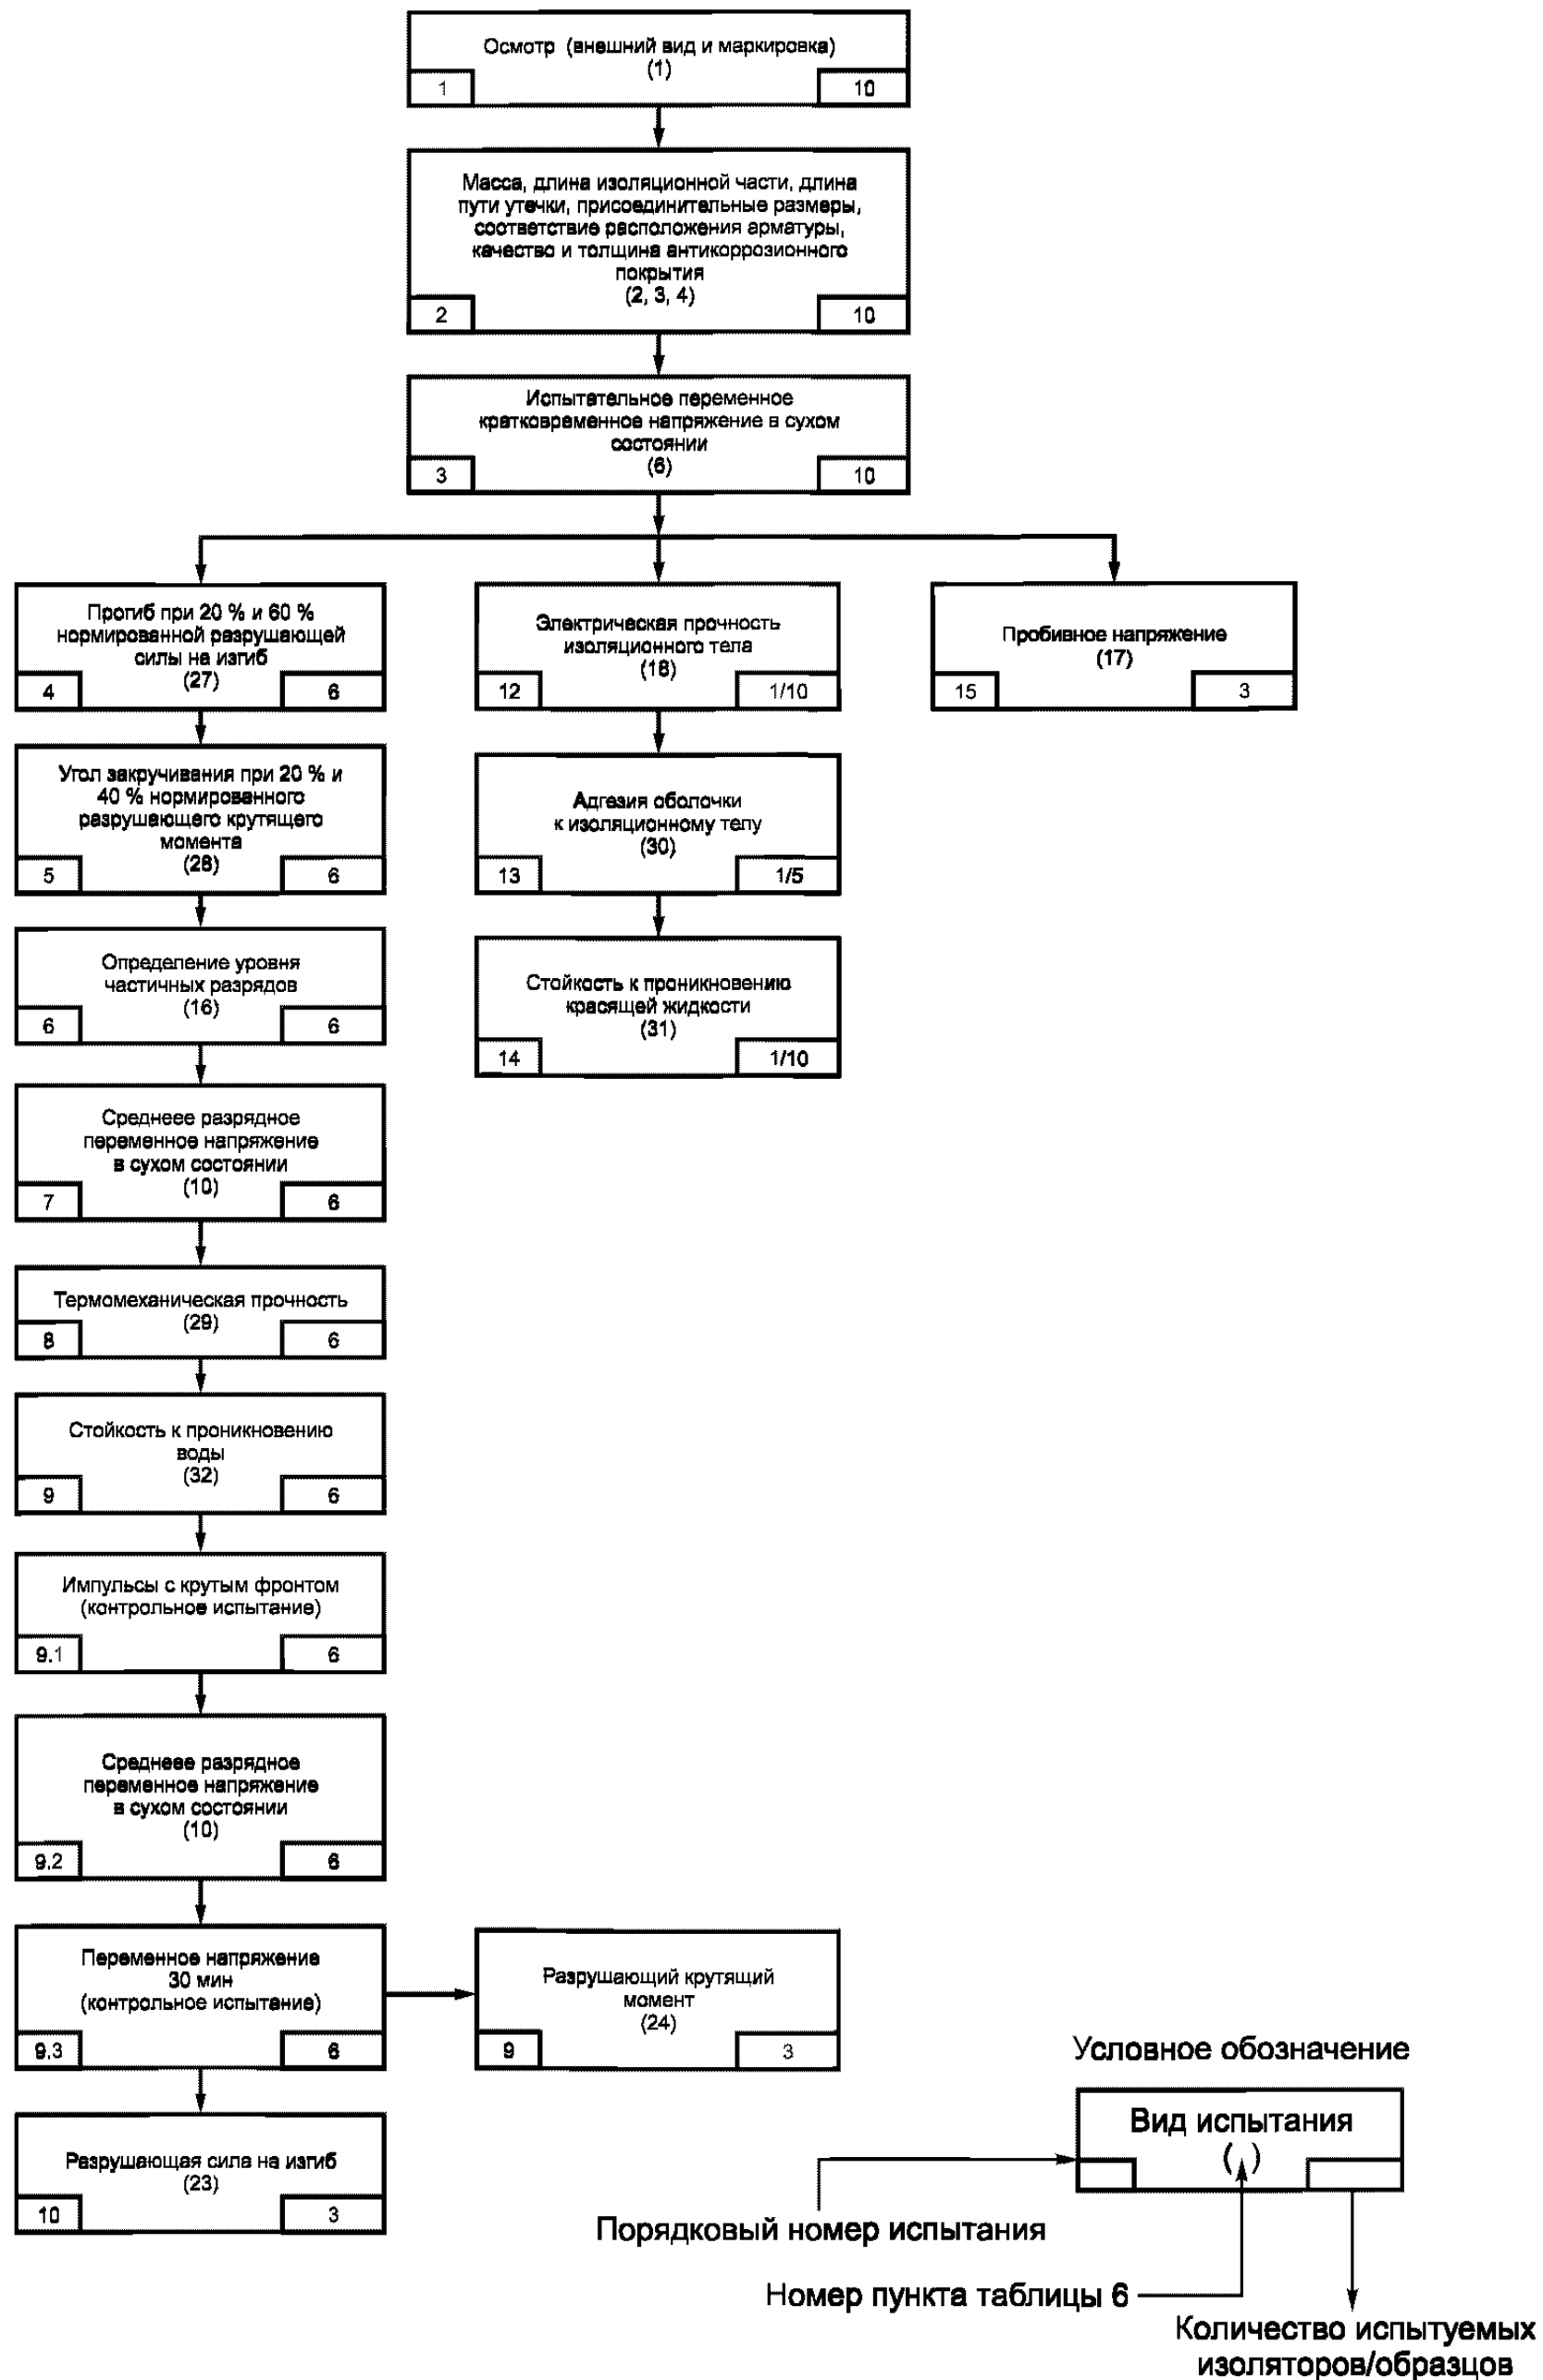 Осмотр (внешний вид и маркировка)
(1)
1
10
Масса, длина изоляционной части, длина
пути утечки, присоединительные размеры,
соответствие расположения арматуры,
качество и толщина антикоррозионного
покрытия
(2, 3, 4)
2
10
Испытательное переменное
кратковременное напряжение в сухом
состоянии
(6)
3
10
Прогиб при 20 % и 60 %
нормированной разрушающей
силы на изгиб
(27)
4
6
Угол закручивания при 20 % и
40 % нормированного
разрушающего крутящего
момента
(28)
5
6
Определение уровня
частичных разрядов
(16)
6
6
Среднеее разрядное
переменное напряжение
в сухом состоянии
(10)
7
6
Термомеханическая прочность
(29)
8
6
Стойкость к проникновению
воды
(32)
9
6
Импульсы с крутым фронтом
(контрольное испытание)
9.1
6
Среднеее разрядное
переменное напряжение
в сухом состоянии
(10)
9.2
6
Переменное напряжение
30 мин
(контрольное испытание)
9.3
6
Разрушающая сила на изгиб
(23)
10
3
Электрическая прочность
изоляционного тела
(18)
12
1/10
Адгезия оболочки
к изоляционному телу
(30)
13
1/5
Стойкость к проникновению
красящей жидкости
(31)
14
1/10
Пробивное напряжение
(17)
15
3
Разрушающий крутящий
момент
(24)
9
3
Условное обозначение
Вид испытания
( )
Порядковый номер испытания
Номер пункта таблицы 6
Количество испытуемых
изоляторов/образцов